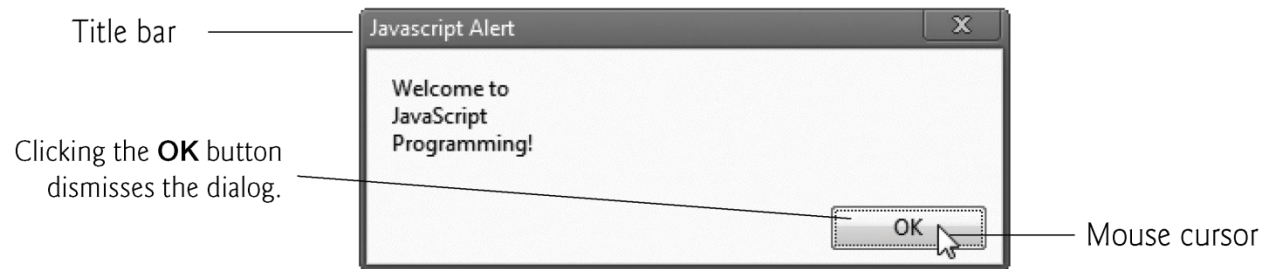 Title bar
Javascript Alert
X
Welcome to
JavaScript
Programming!
Clicking the OK button
dismisses the dialog.
OK
Mouse cursor